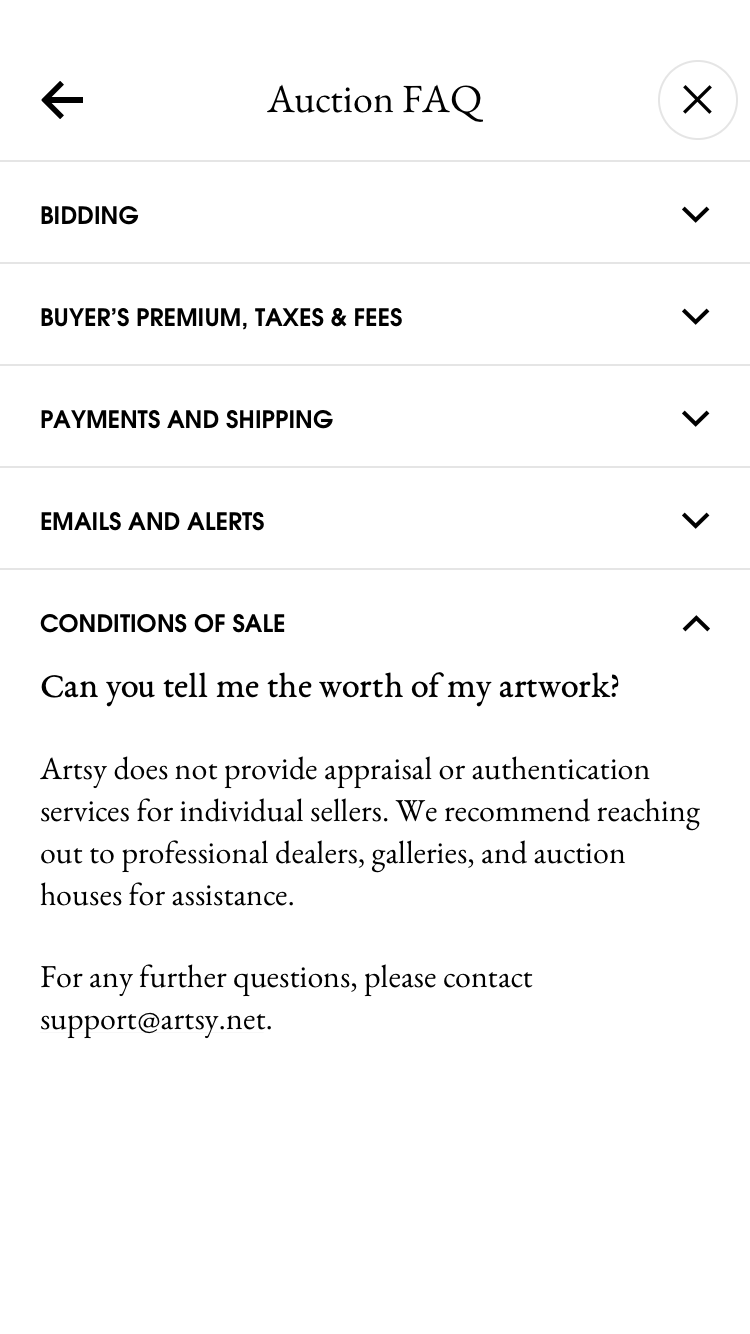 Auction FAQ
BIDDING
BUYER’S PREMIUM, TAXES & FEES
PAYMENTS AND SHIPPING
EMAILS AND ALERTS
CONDITIONS OF SALE
Can you tell me the worth of my artwork?
Artsy does not provide appraisal or authentication
services for individual sellers. We recommend reaching
out to professional dealers, galleries, and auction
houses for assistance.
For any further questions, please contact
support@artsy.net.